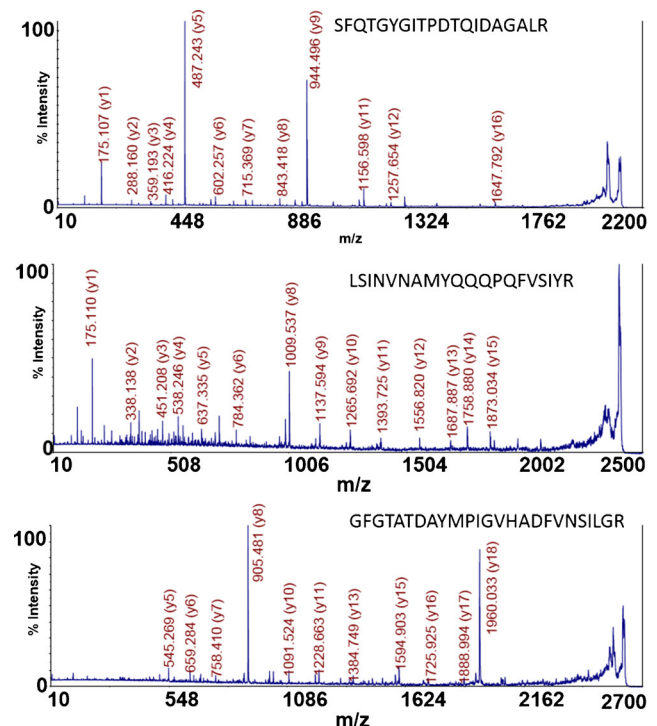 SFQTGYGITPDTQIDAGALR
100
% Intensity
0
175.107 (y1)
288.160 (y2)
359.193 (y3)
416.224 (y4)
487.243 (y5)
602.257 (y6)
715.369 (y7)
843.418 (y8)
944.496 (y9)
1156.598 (y11)
1257.654 (y12)
1647.792 (y16)
10 448 886 1324 1762 2200
m/z
LSINVNAMYQQQPQFVSIYR
100
% Intensity
0
175.110 (y1)
338.138 (y2)
451.208 (y3)
538.246 (y4)
637.335 (y5)
784.362 (y6)
1009.537 (y8)
1137.594 (y9)
1265.692 (y10)
1393.725 (y11)
1556.820 (y12)
1687.887 (y13)
1758.880 (y14)
1873.034 (y15)
10 508 1006 1504 2002 2500
m/z
GFGTATDAYMPIGVHADFVNSILGR
100
% Intensity
0
545.269 (y5)
659.284 (y6)
758.410 (y7)
905.481 (y8)
1091.524 (y10)
1228.663 (y11)
1384.749 (y13)
1594.903 (y15)
1725.925 (y16)
1888.994 (y17)
1960.033 (y18)
10 548 1086 1624 2162 2700
m/z